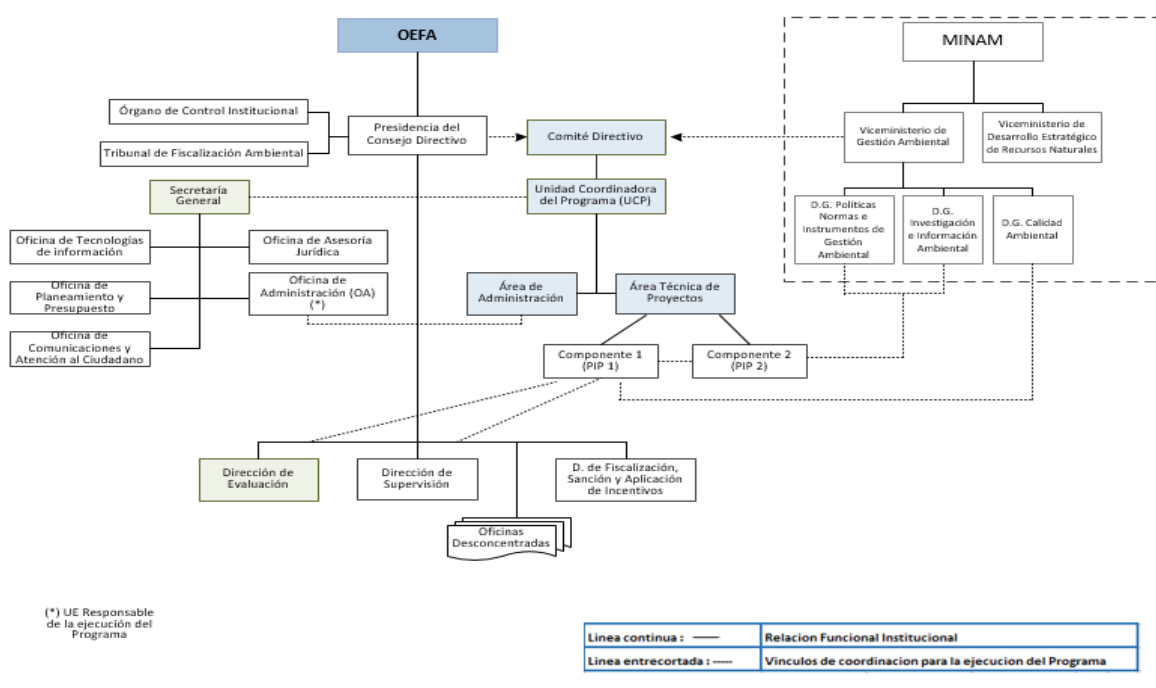 OEFA
MINAM
Órgano de Control Institucional
Tribunal de Fiscalización Ambiental
Presidencia del
Consejo Directivo
Comité Directivo
Viceministerio de
Gestión Ambiental
Viceministerio de
Desarrollo Estratégico
de Recursos Naturales
Secretaria
General
Unidad Coordinadora
del Programa (UCP)
D.G. Políticas
Normas e
Instrumentos de
Gestión
Ambiental
D.G.
Investigación
e Información
Ambiental
D.G. Calidad
Ambiental
Oficina de Tecnologías
de información
Oficina de Asesoría
Jurídica
Oficina de
Planeamiento y
Presupuesto
Oficina de
Administración (OA)
(*)
Área de
Administración
Área Técnica de
Proyectos
Oficina de
Comunicaciones y
Atención al Ciudadano
Componente 1
(PIP 1)
Componente 2
(PIP 2)
Dirección de
Evaluación
Dirección de
Supervisión
D. de Fiscalización,
Sanción y Aplicación
de Incentivos
Oficinas
Desconcentradas
(*) UE Responsable
de la ejecución del
Programa
Linea continua : —— Relacion Funcional Institucional
Linea entrecortada : ----- Vinculos de coordinacion para la ejecucion del Programa